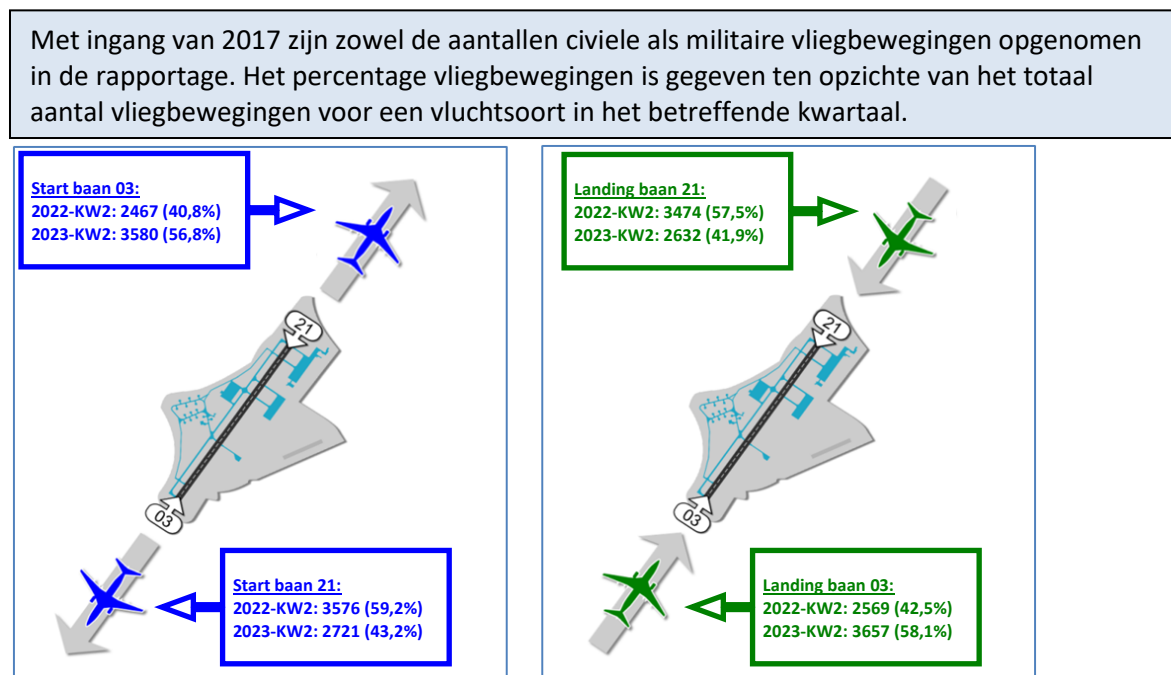 Met ingang van 2017 zijn zowel de aantallen civiele als militaire vliegbewegingen opgenomen
in de rapportage. Het percentage vliegbewegingen is gegeven ten opzichte van het totaal
aantal vliegbewegingen voor een vluchtsoort in het betreffende kwartaal.
Start baan 03:
2022-KW2: 2467 (40,8%)
2023-KW2: 3580 (56,8%)
21
03
Start baan 21:
2022-KW2: 3576 (59,2%)
2023-KW2: 2721 (43,2%)
Landing baan 21:
2022-KW2: 3474 (57,5%)
2023-KW2: 2632 (41,9%)
21
03
Landing baan 03:
2022-KW2: 2569 (42,5%)
2023-KW2: 3657 (58,1%)